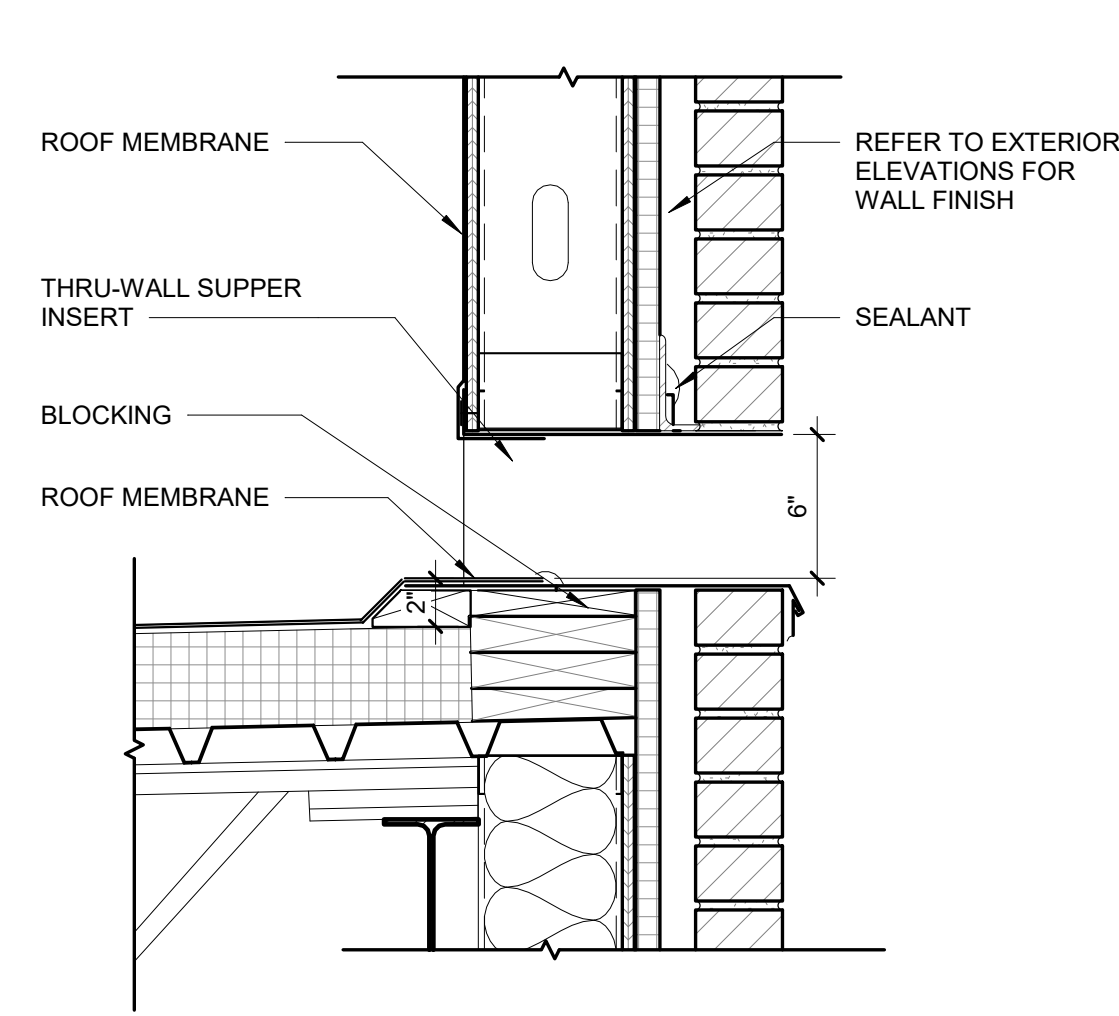 ROOF MEMBRANE
THRU-WALL SUPPER
INSERT
BLOCKING
ROOF MEMBRANE
REFER TO EXTERIOR
ELEVATIONS FOR
WALL FINISH
SEALANT
6"
2"